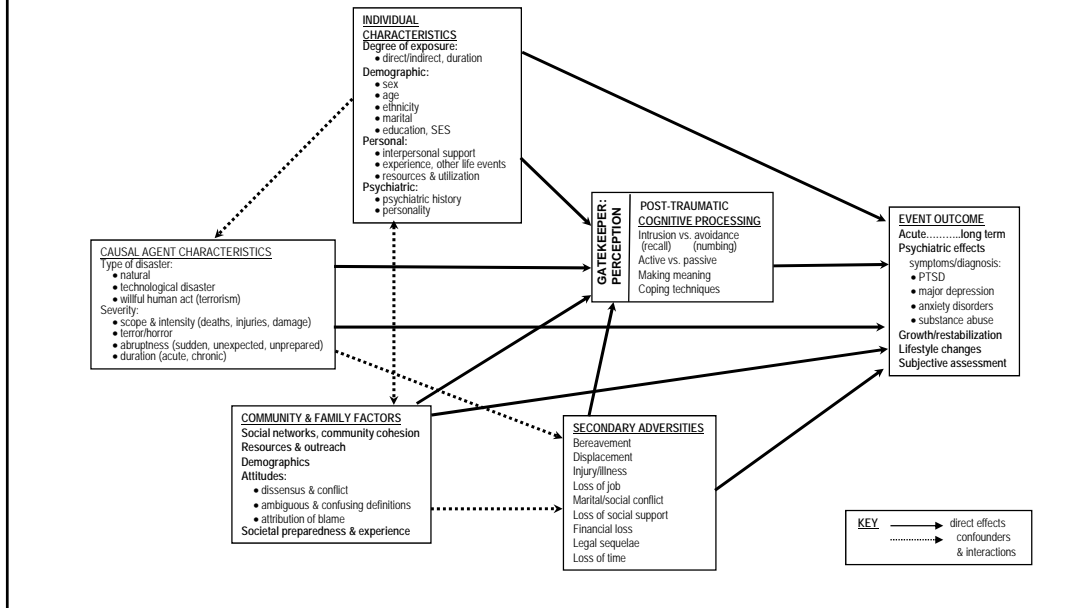 INDIVIDUAL
CHARACTERISTICS
Degree of exposure:
• direct/indirect, duration
Demographic:
• sex
• age
• ethnicity
• marital
• education, SES
Personal:
• interpersonal support
• experience, other life events
• resources & utilization
Psychiatric:
• psychiatric history
• personality
CAUSAL AGENT CHARACTERISTICS
Type of disaster:
• natural
• technological disaster
• willful human act (terrorism)
Severity:
• scope & intensity (deaths, injuries, damage)
• terror/horror
• abruptness (sudden, unexpected, unprepared)
• duration (acute, chronic)
GATEKEEPER:
PERCEPTION
POST-TRAUMATIC
COGNITIVE PROCESSING
Intrusion vs. avoidance
(recall) (numbing)
Active vs. passive
Making meaning
Coping techniques
EVENT OUTCOME
Acute...........long term
Psychiatric effects
symptoms/diagnosis:
• PTSD
• major depression
• anxiety disorders
• substance abuse
Growth/restabilization
Lifestyle changes
Subjective assessment
COMMUNITY & FAMILY FACTORS
Social networks, community cohesion
Resources & outreach
Demographics
Attitudes:
• dissensus & conflict
• ambiguous & confusing definitions
• attribution of blame
Societal preparedness & experience
SECONDARY ADVERSITIES
Bereavement
Displacement
Injury/illness
Loss of job
Marital/social conflict
Loss of social support
Financial loss
Legal sequelae
Loss of time
KEY
direct effects
confounders
& interactions